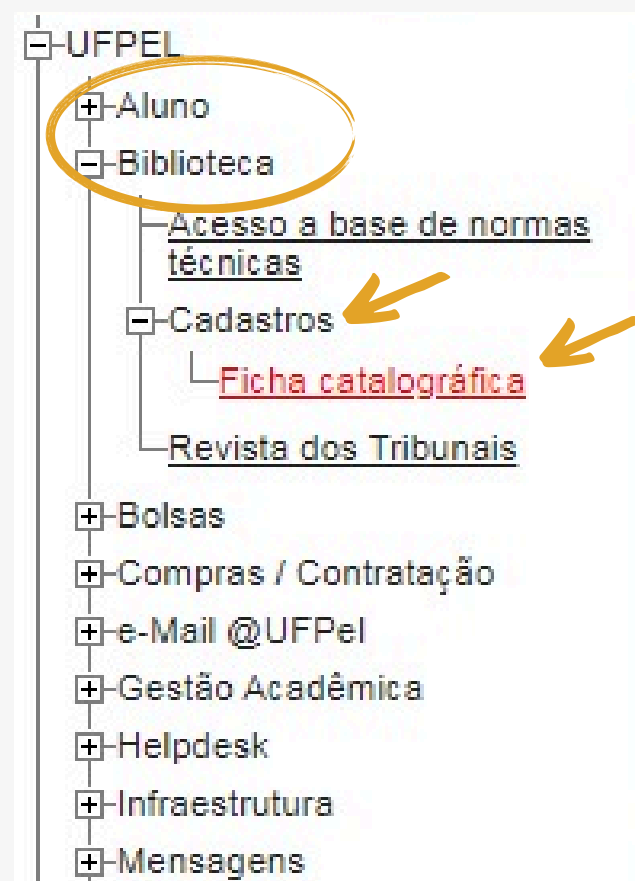 UFPEL
Aluno
Biblioteca
Acesso a base de normas
técnicas
Cadastros
Ficha catalográfica
Revista dos Tribunais
Bolsas
Compras / Contratação
e-Mail @UFPel
Gestão Acadêmica
Helpdesk
Infraestrutura
Mensagens